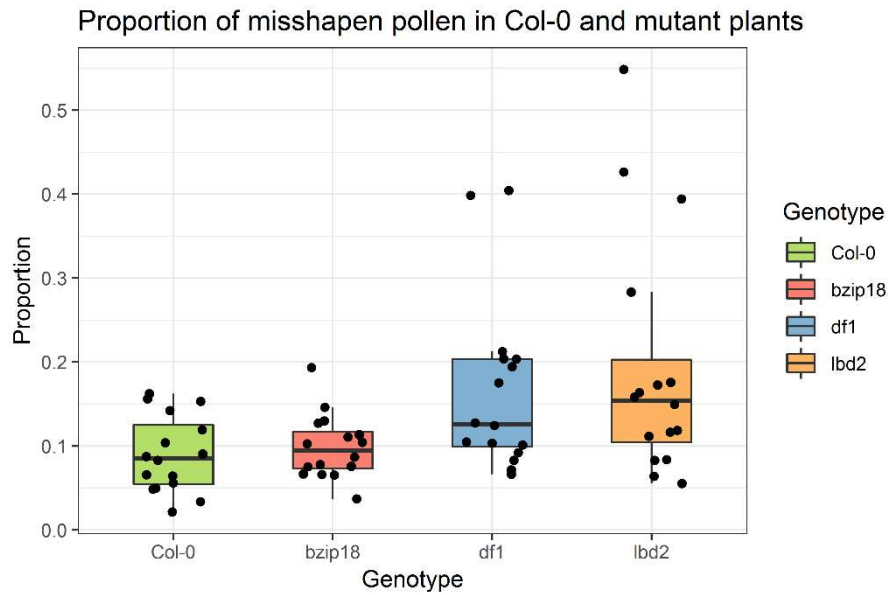 Proportion of misshapen pollen in Col-0 and mutant plants
0.5
0.4
0.3
0.2
0.1
0.0
Proportion
Col-0
bzip18
df1
lbd2
Genotype
Genotype
Col-0
bzip18
df1
lbd2